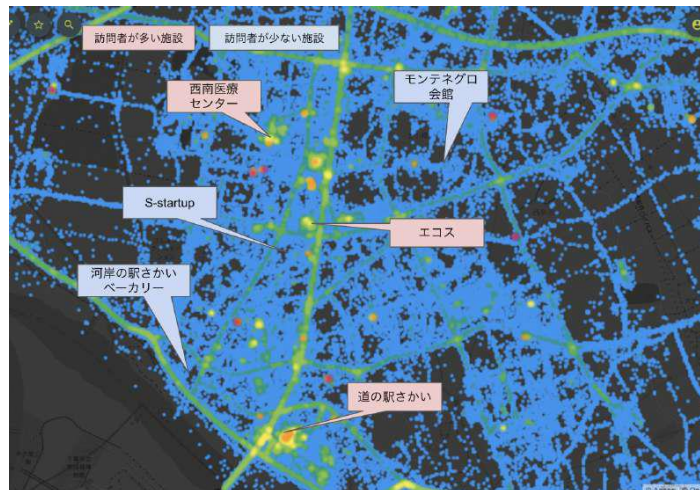 訪問者が多い施設
訪問者が少ない施設
西南医療
センター
モンテネグロ
会館
S-startup
エコス
河岸の駅さかい
ベーカリー
道の駅さかい